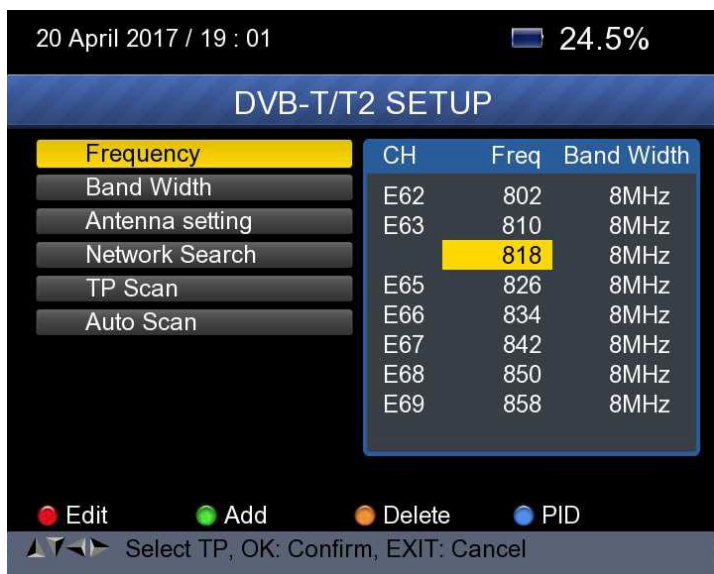 20 April 2017 / 19 : 01 24.5%
DVB-T/T2 SETUP
Frequency
Band Width
Antenna setting
Network Search
TP Scan
Auto Scan
CH Freq Band Width
E62 802 8MHz
E63 810 8MHz
818 8MHz
E65 826 8MHz
E66 834 8MHz
E67 842 8MHz
E68 850 8MHz
E69 858 8MHz
Edit Add Delete PID
Select TP, OK: Confirm, EXIT: Cancel